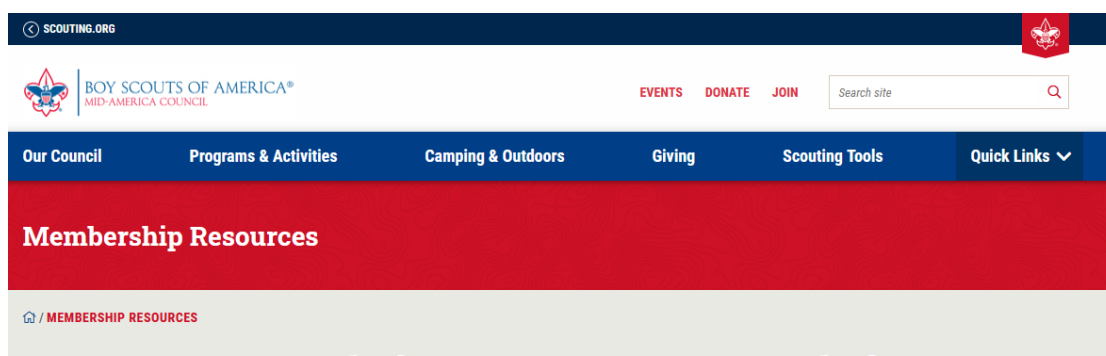 SCOUTING.ORG
BOY SCOUTS OF AMERICA®
MID-AMERICA COUNCIL
EVENTS DONATE JOIN Search site
Our Council Programs & Activities Camping & Outdoors Giving Scouting Tools Quick Links
Membership Resources
/ MEMBERSHIP RESOURCES